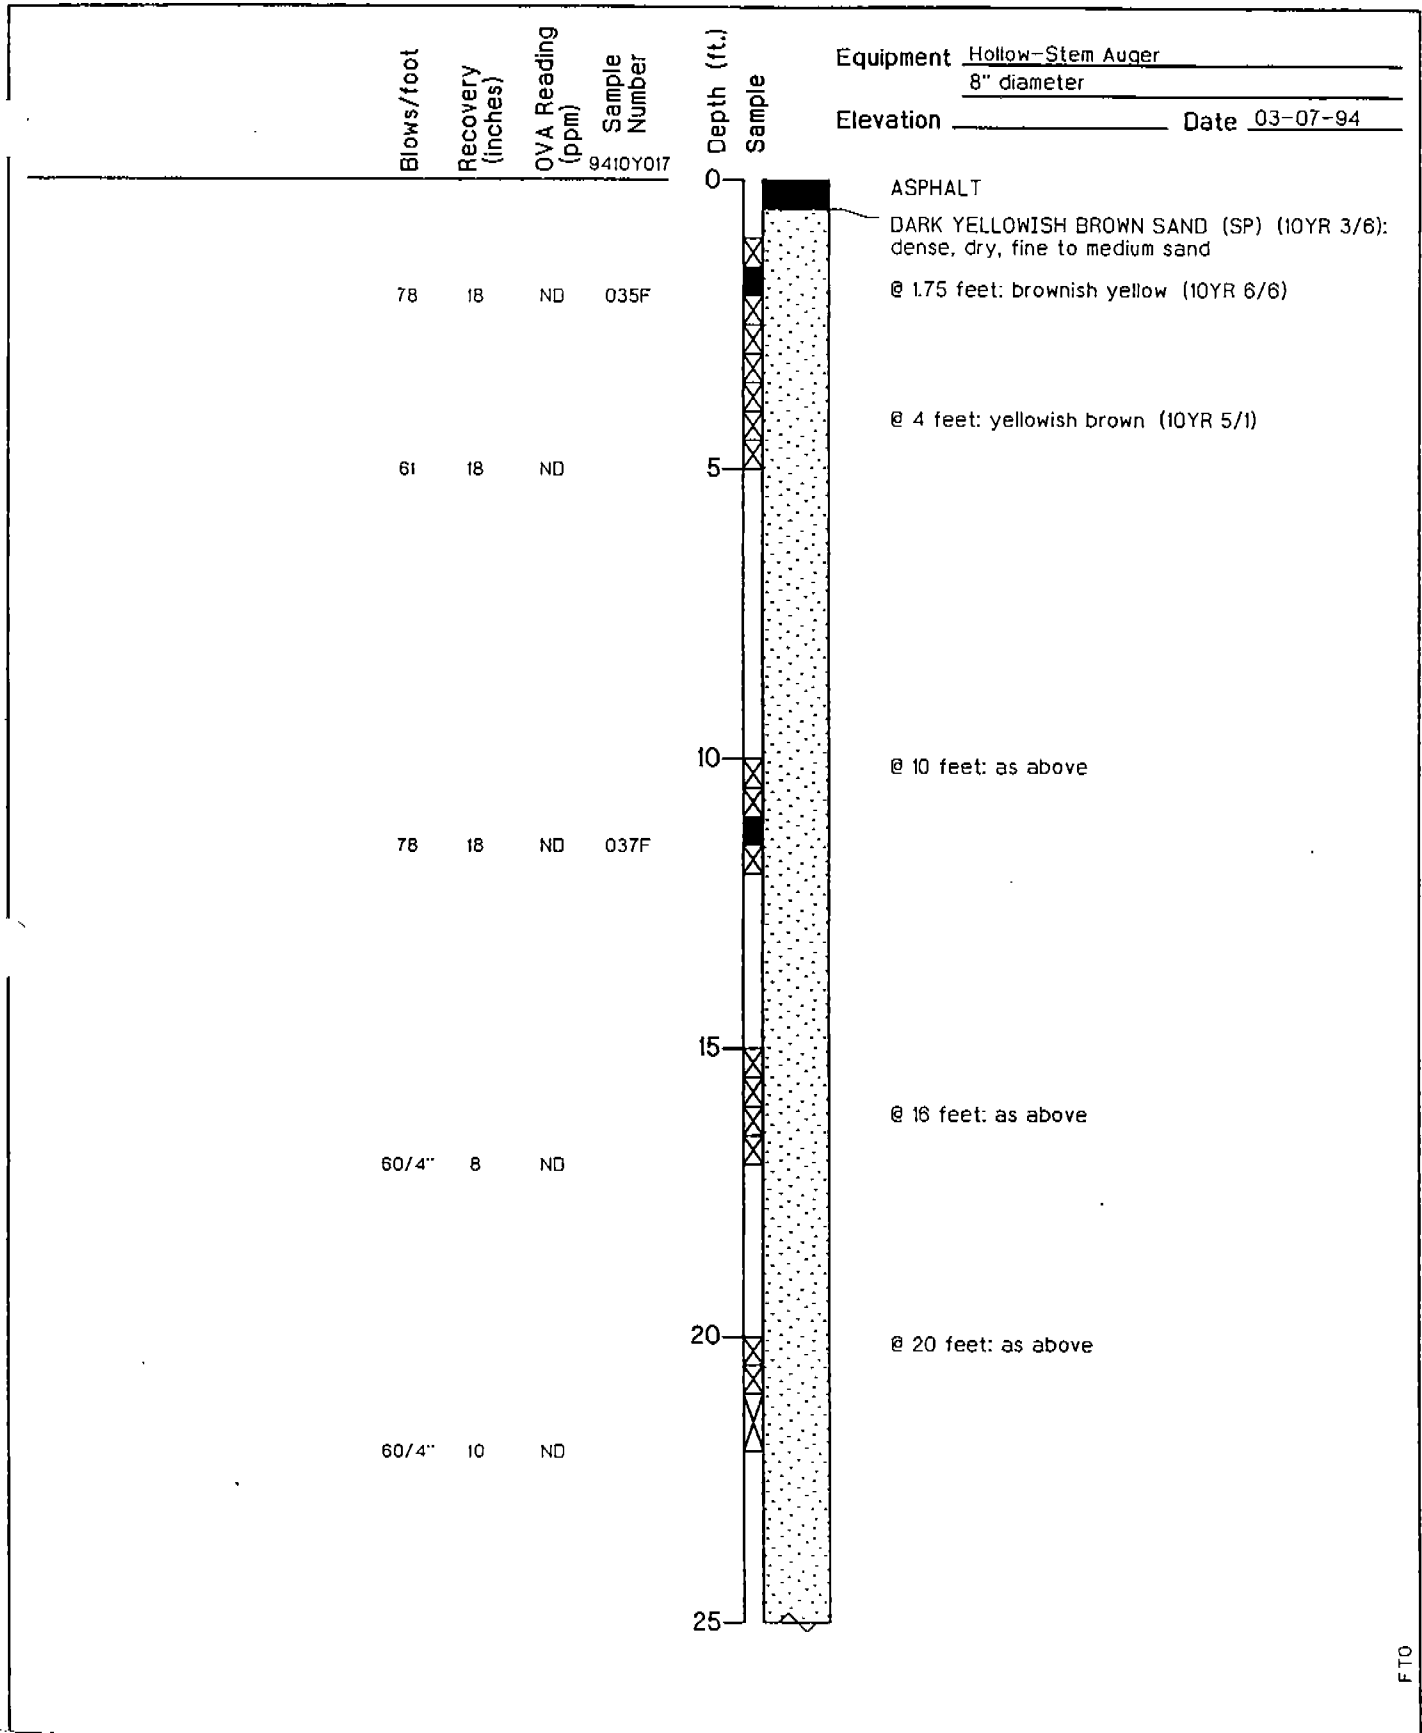 Blows/foot
Recovery
(inches)
OVA Reading
(ppm)
Sample
Number
9410Y017
Depth (ft.)
Sample
Equipment Hollow-Stem Auger
8" diameter
Elevation Date 03-07-94
0
ASPHALT
DARK YELLOWISH BROWN SAND (SP) (10YR 3/6):
dense, dry, fine to medium sand
78 18 ND 035F
@ 1.75 feet: brownish yellow (10YR 6/6)
@ 4 feet: yellowish brown (10YR 5/1)
61 18 ND
5
10
@ 10 feet: as above
78 18 ND 037F
15
@ 16 feet: as above
60/4" 8 ND
20
@ 20 feet: as above
60/4" 10 ND
25
FTO